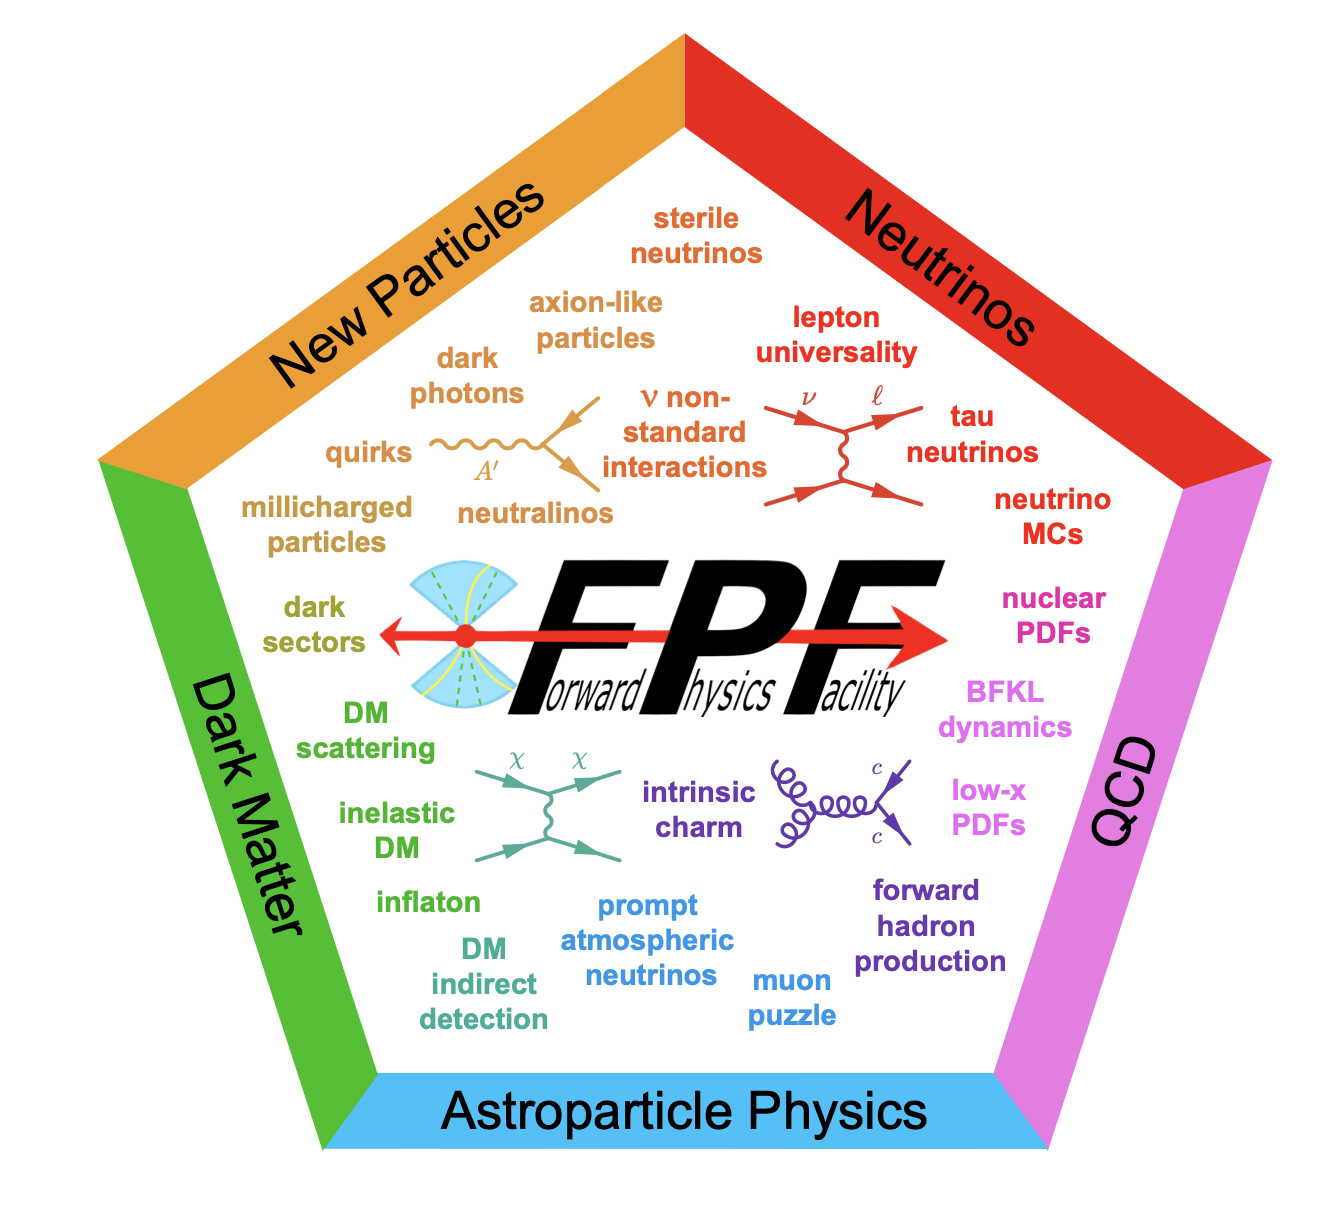 New Particles
Neutrinos
sterile
neutrinos
axion-like
particles
lepton
universality
dark
photons
ν non-
standard
interactions
ν
ℓ
tau
neutrinos
quirks
A′
millicharged
particles
neutralinos
neutrino
MCs
dark
sectors
FPF
Forward Physics Facility
nuclear
PDFs
Dark Matter
DM
scattering
BFKL
dynamics
QCD
χ
χ
inelastic
DM
intrinsic
charm
c
c
low-x
PDFs
inflaton
prompt
atmospheric
neutrinos
forward
hadron
production
DM
indirect
detection
muon
puzzle
Astroparticle Physics